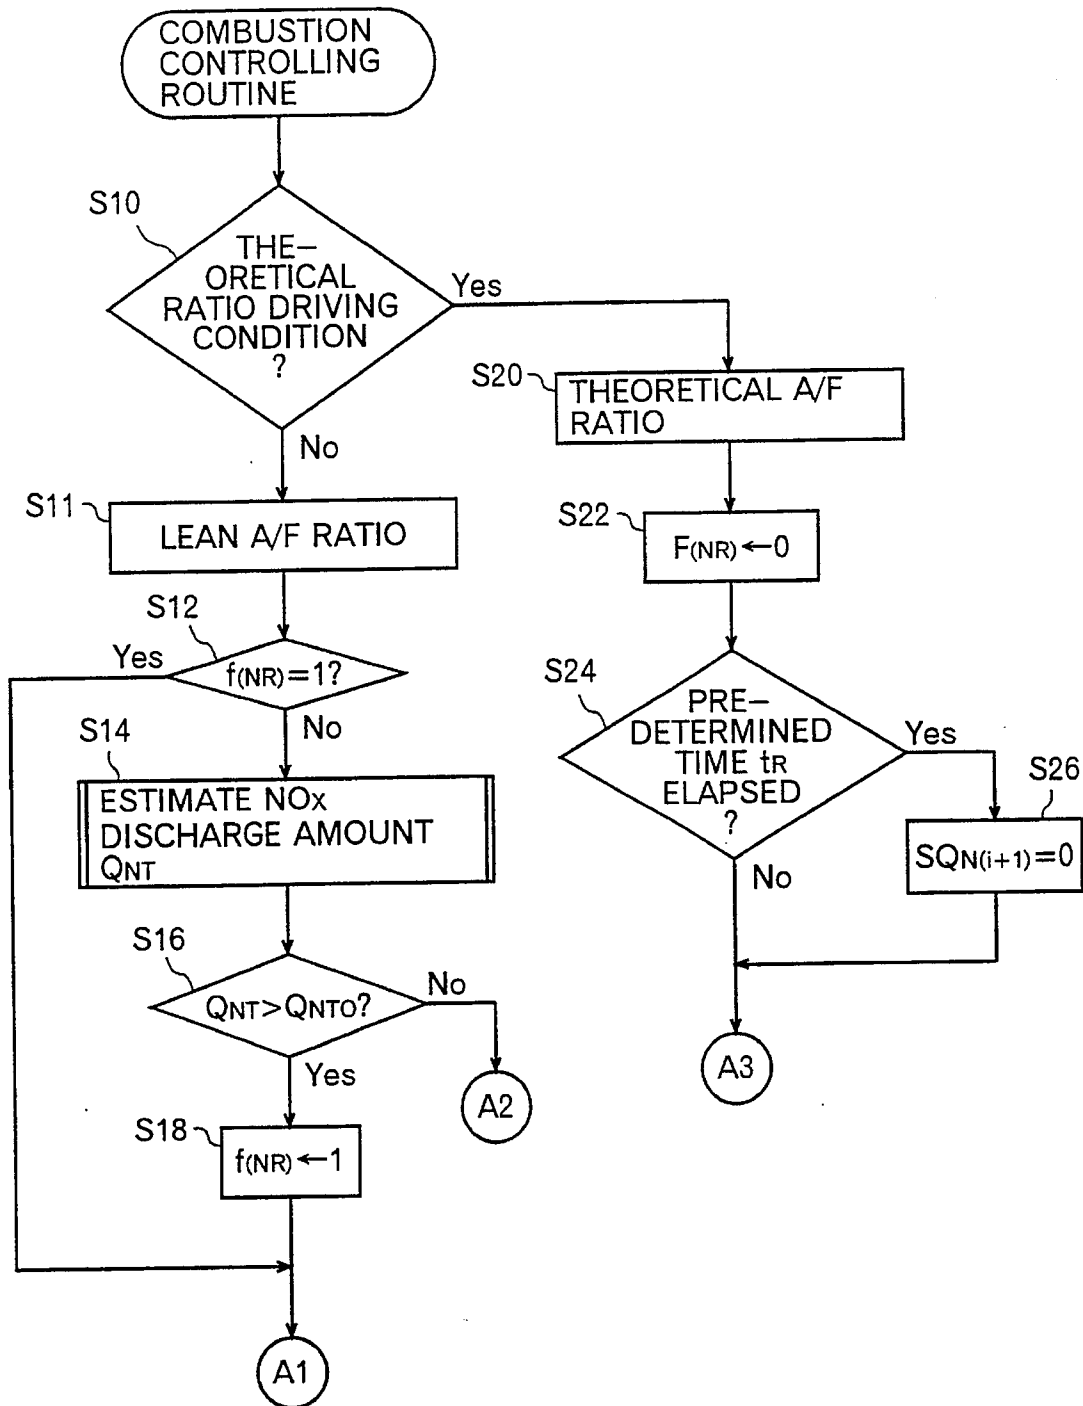 COMBUSTION
CONTROLLING
ROUTINE
S10
THE-
ORETICAL
RATIO DRIVING
CONDITION
?
Yes
No
S20
THEORETICAL A/F
RATIO
S11
LEAN A/F RATIO
S22
F(NR)←0
S12
f(NR)=1?
Yes
No
S24
PRE-
DETERMINED
TIME tR
ELAPSED
?
Yes
No
S26
SQN(i+1)=0
S14
ESTIMATE NOx
DISCHARGE AMOUNT
QNT
S16
QNT>QNTO?
No
Yes
A2
A3
S18
f(NR)←1
A1